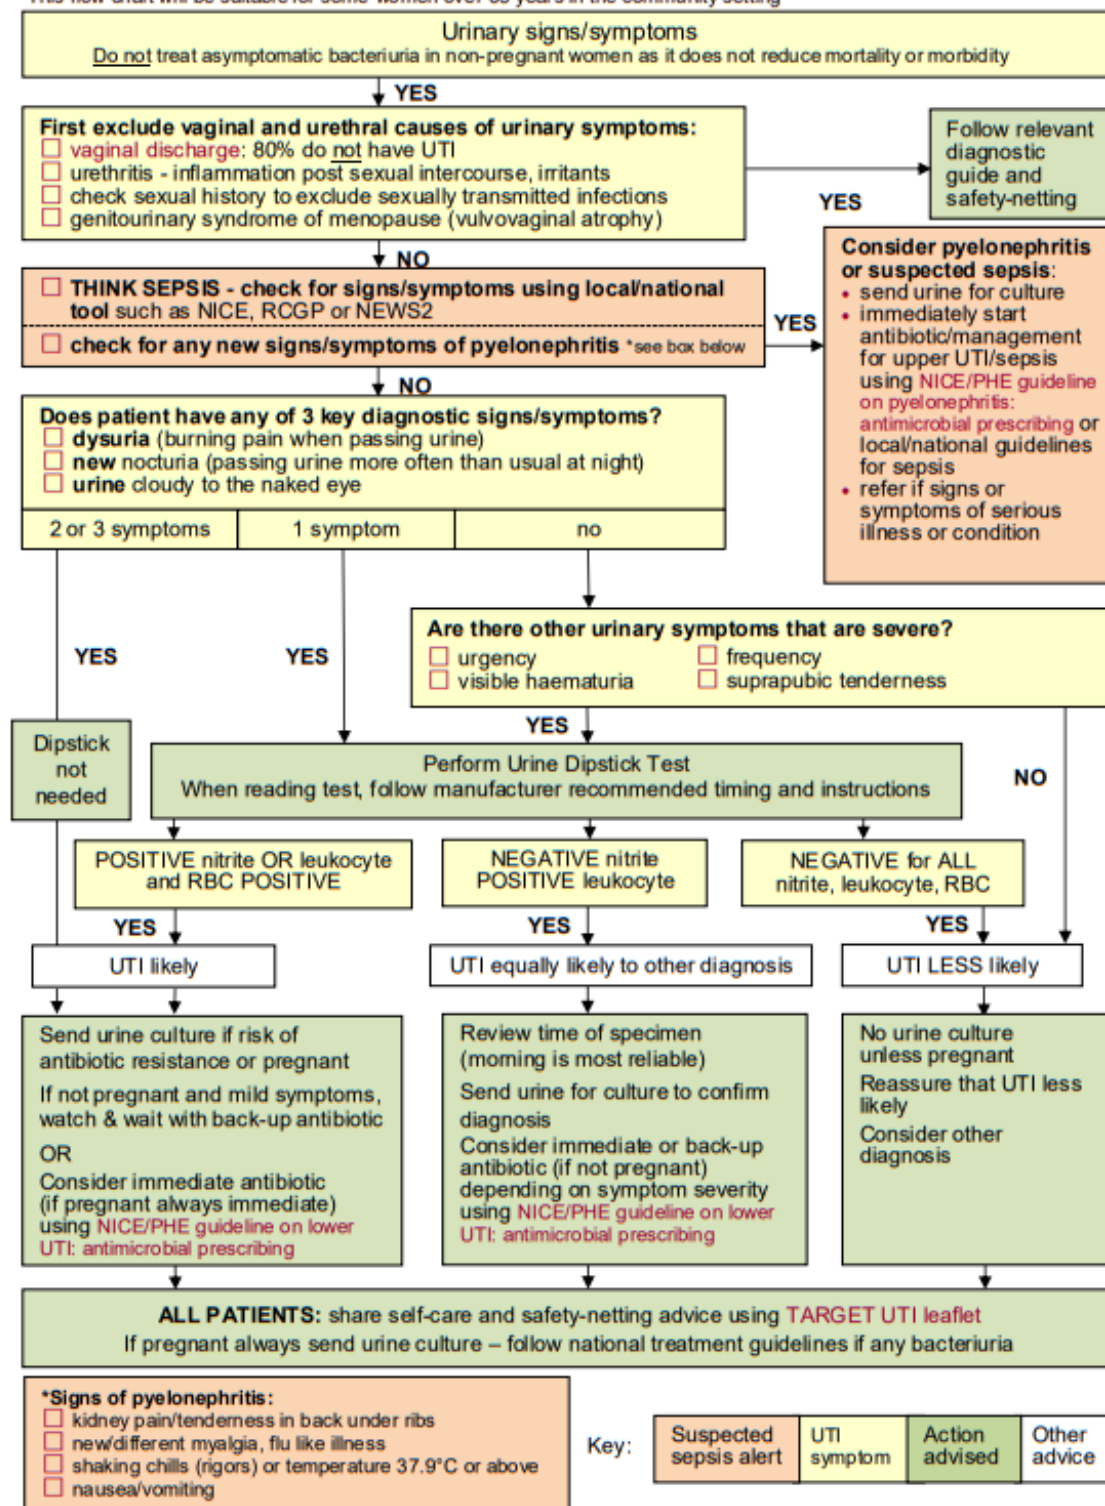 This flow chart will be suitable for some women over 65 years in the community setting
Urinary signs/symptoms
Do not treat asymptomatic bacteriuria in non-pregnant women as it does not reduce mortality or morbidity
YES
First exclude vaginal and urethral causes of urinary symptoms:
vaginal discharge: 80% do not have UTI
urethritis - inflammation post sexual intercourse, irritants
check sexual history to exclude sexually transmitted infections
genitourinary syndrome of menopause (vulvovaginal atrophy)
YES
Follow relevant
diagnostic
guide and
safety-netting
NO
THINK SEPSIS - check for signs/symptoms using local/national
tool such as NICE, RCGP or NEWS2
check for any new signs/symptoms of pyelonephritis *see box below
YES
Consider pyelonephritis
or suspected sepsis:
• send urine for culture
• immediately start
antibiotic/management
for upper UTI/sepsis
using NICE/PHE guideline
on pyelonephritis:
antimicrobial prescribing or
local/national guidelines
for sepsis
• refer if signs or
symptoms of serious
illness or condition
NO
Does patient have any of 3 key diagnostic signs/symptoms?
dysuria (burning pain when passing urine)
new nocturia (passing urine more often than usual at night)
urine cloudy to the naked eye
2 or 3 symptoms
1 symptom
no
YES
YES
Are there other urinary symptoms that are severe?
urgency
frequency
visible haematuria
suprapubic tenderness
YES
NO
Dipstick
not
needed
Perform Urine Dipstick Test
When reading test, follow manufacturer recommended timing and instructions
POSITIVE nitrite OR leukocyte
and RBC POSITIVE
NEGATIVE nitrite
POSITIVE leukocyte
NEGATIVE for ALL
nitrite, leukocyte, RBC
YES
YES
YES
UTI likely
UTI equally likely to other diagnosis
UTI LESS likely
Send urine culture if risk of
antibiotic resistance or pregnant
If not pregnant and mild symptoms,
watch & wait with back-up antibiotic
OR
Consider immediate antibiotic
(if pregnant always immediate)
using NICE/PHE guideline on lower
UTI: antimicrobial prescribing
Review time of specimen
(morning is most reliable)
Send urine for culture to confirm
diagnosis
Consider immediate or back-up
antibiotic (if not pregnant)
depending on symptom severity
using NICE/PHE guideline on lower
UTI: antimicrobial prescribing
No urine culture
unless pregnant
Reassure that UTI less
likely
Consider other
diagnosis
ALL PATIENTS: share self-care and safety-netting advice using TARGET UTI leaflet
If pregnant always send urine culture – follow national treatment guidelines if any bacteriuria
*Signs of pyelonephritis:
kidney pain/tenderness in back under ribs
new/different myalgia, flu like illness
shaking chills (rigors) or temperature 37.9°C or above
nausea/vomiting
Key:
Suspected
sepsis alert
UTI
symptom
Action
advised
Other
advice